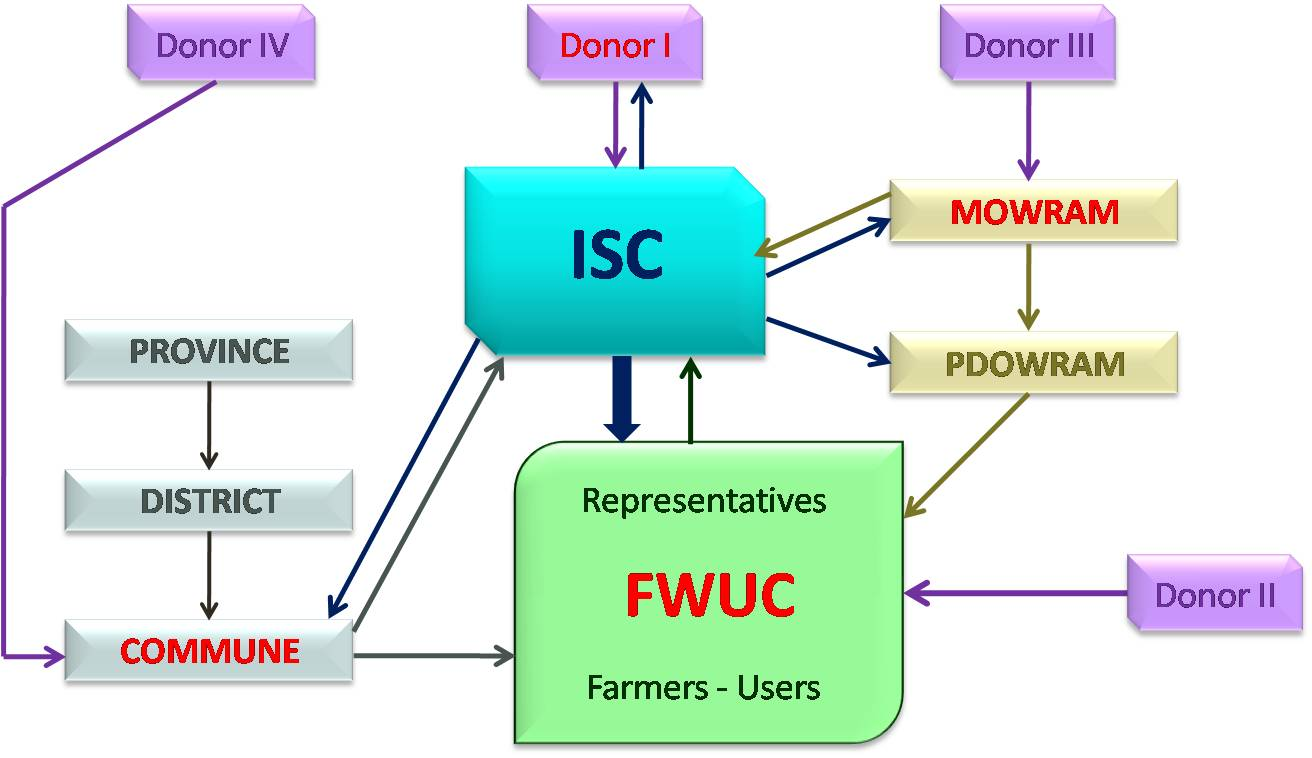 Donor IV
Donor I
Donor III
MOWRAM
ISC
PROVINCE
PDOWRAM
DISTRICT
Representatives
FWUC
Donor II
COMMUNE
Farmers - Users